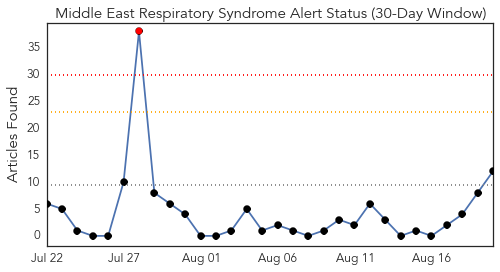 Middle East Respiratory Syndrome Alert Status (30-Day Window)
Articles Found
35
30
25
20
15
10
5
0
Jul 22 Jul 27 Aug 01 Aug 06 Aug 11 Aug 16